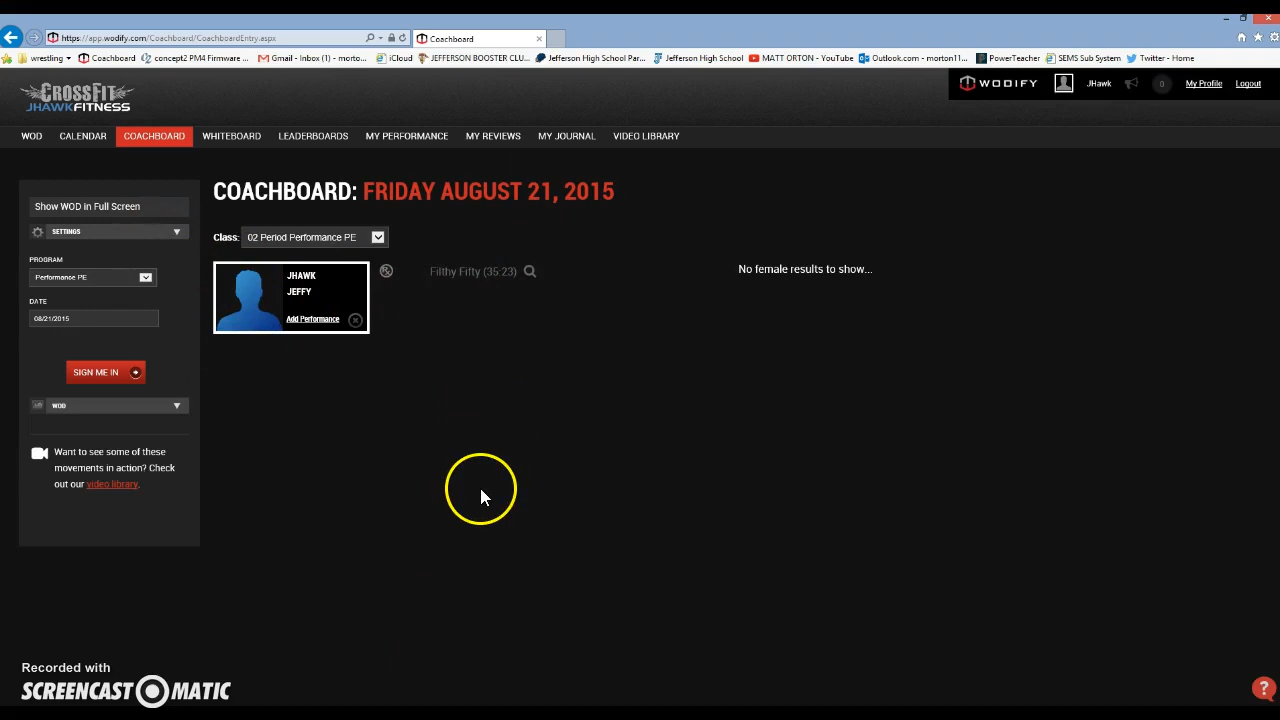 https://app.wodify.com/Coachboard/CoachboardEntry.aspx
Coachboard
wrestling
Coachboard
concept2 PM4 Firmware ...
Gmail - Inbox (1) - morto...
iCloud
JEFFERSON BOOSTER CLU...
Jefferson High School Par...
Jefferson High School
MATT ORTON - YouTube
Outlook.com - morton11...
PowerTeacher
SEMS Sub System
Twitter - Home
CROSSFIT
JHAWKFITNESS
WODIFY
JHawk
0
My Profile
Logout
WOD
CALENDAR
COACHBOARD
WHITEBOARD
LEADERBOARDS
MY PERFORMANCE
MY REVIEWS
MY JOURNAL
VIDEO LIBRARY
Show WOD in Full Screen
SETTINGS
PROGRAM
Performance PE
DATE
08/21/2015
SIGN ME IN
WOD
Want to see some of these
movements in action? Check
out our video library.
COACHBOARD: FRIDAY AUGUST 21, 2015
Class: 02 Period Performance PE
JHAWK
JEFFY
Add Performance
Filthy Fifty (35:23)
No female results to show...
Recorded with
SCREENCAST MATIC
?